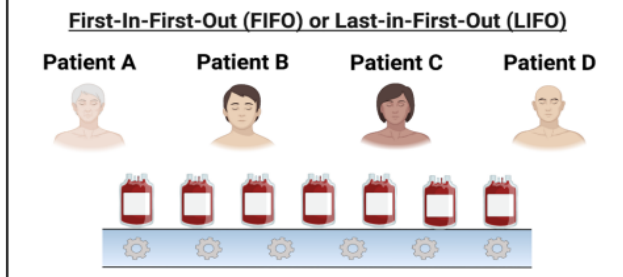 First-In-First-Out (FIFO) or Last-in-First-Out (LIFO)
Patient A Patient B Patient C Patient D